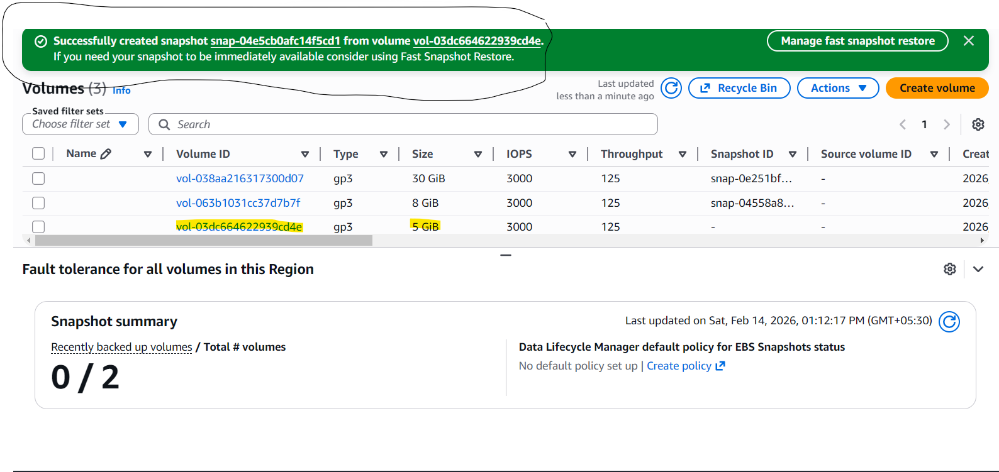 Successfully created snapshot snap-04e5cb0afc14f5cd1 from volume vol-03dc664622939cd4e.
If you need your snapshot to be immediately available consider using Fast Snapshot Restore.
Manage fast snapshot restore
Volumes (3) Info
Last updated
less than a minute ago
Recycle Bin
Actions
Create volume
Saved filter sets
Choose filter set
Search
1
Name Volume ID Type Size IOPS Throughput Snapshot ID Source volume ID Creat
vol-038aa216317300d07 gp3 30 GiB 3000 125 snap-0e251bf... - 2026
vol-063b1031cc37d7b7f gp3 8 GiB 3000 125 snap-04558a8... - 2026
vol-03dc664622939cd4e gp3 5 GiB 3000 125 - - 2026
Fault tolerance for all volumes in this Region
Snapshot summary
Last updated on Sat, Feb 14, 2026, 01:12:17 PM (GMT+05:30)
Recently backed up volumes / Total # volumes
0 / 2
Data Lifecycle Manager default policy for EBS Snapshots status
No default policy set up | Create policy